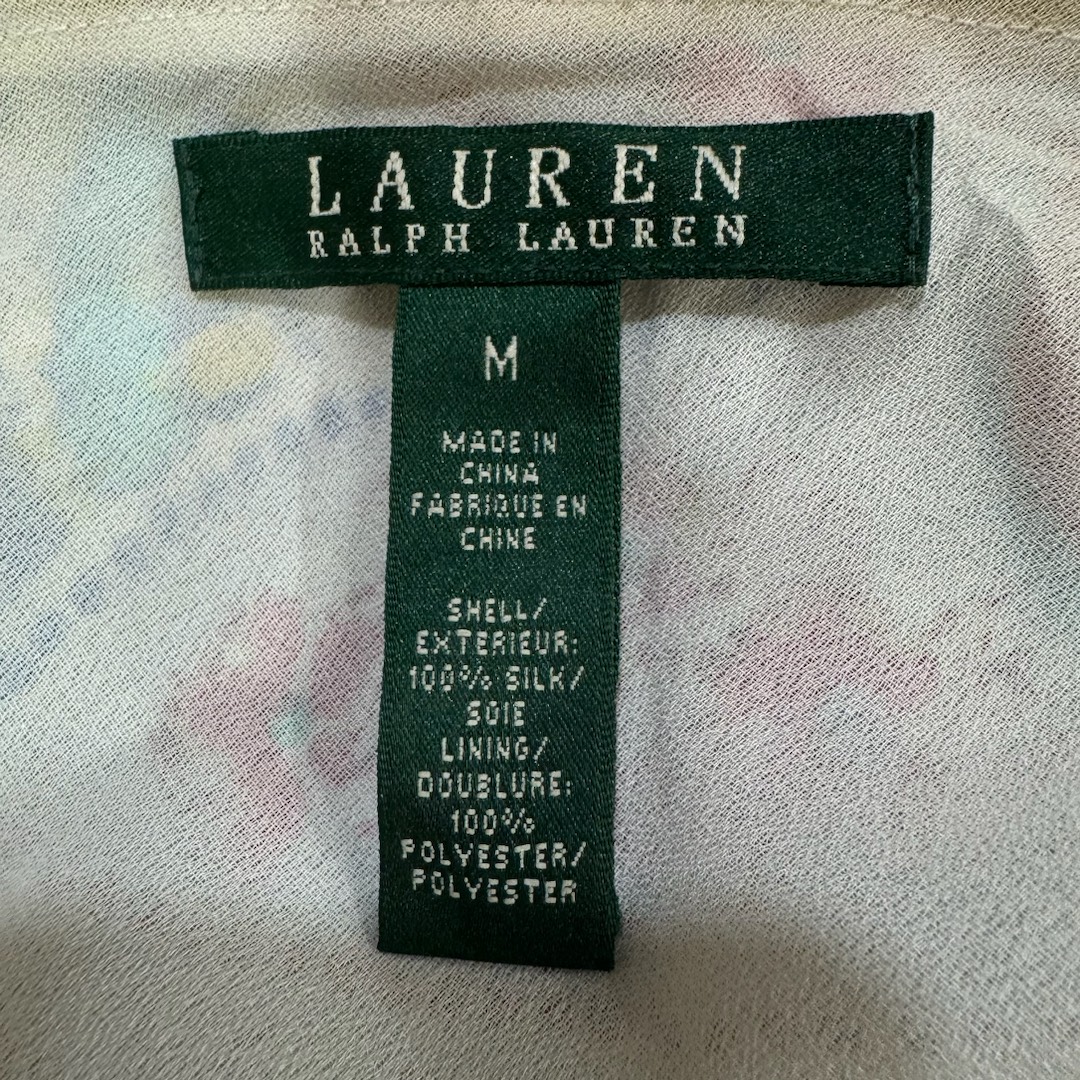 LAUREN
RALPH LAUREN
M
MADE IN
CHINA
FABRIQUE EN
CHINE
SHELL/
EXTERIEUR:
100% SILK/
SOIE
LINING/
DOUBLURE:
100%
POLYESTER/
POLYESTER